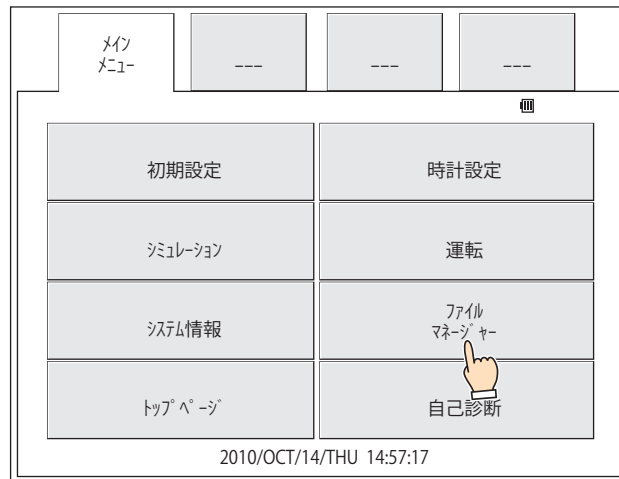 ﾒｲﾝ
ﾒﾆｭｰ
---
---
---
初期設定
時計設定
ｼﾐｭﾚｰｼｮﾝ
運転
ｼｽﾃﾑ情報
ﾌｧｲﾙ
ﾏﾈｰｼﾞｬｰ
ﾄｯﾌﾟﾍﾟｰｼﾞ
自己診断
2010/OCT/14/THU 14:57:17